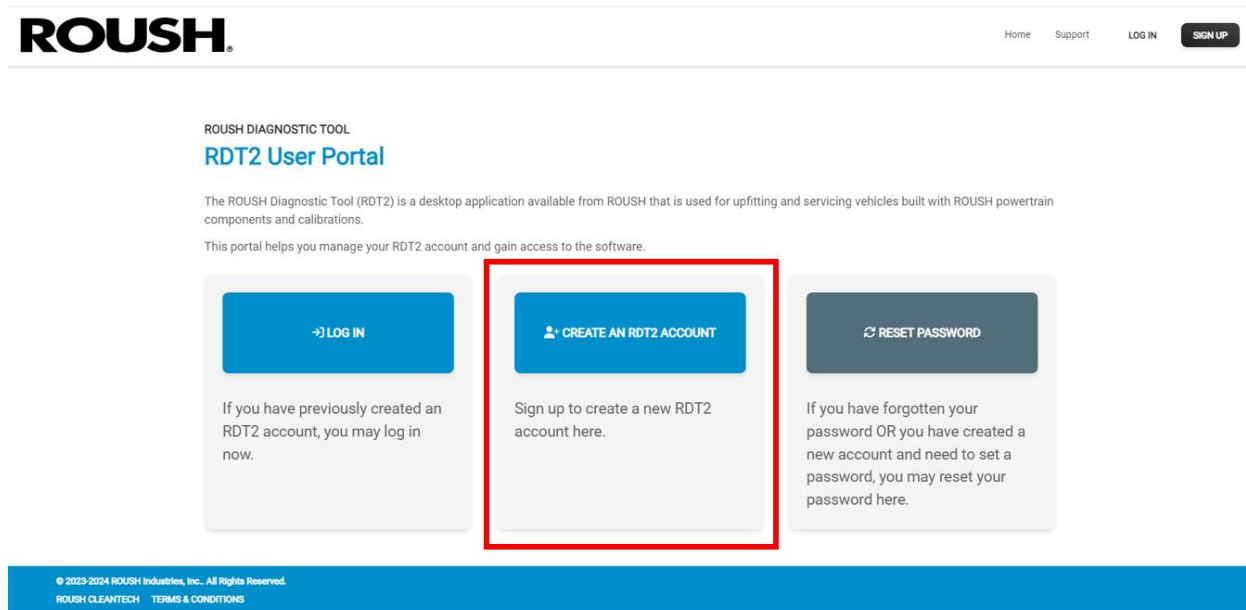 ROUSH®
Home Support LOG IN SIGN UP
ROUSH DIAGNOSTIC TOOL
RDT2 User Portal
The ROUSH Diagnostic Tool (RDT2) is a desktop application available from ROUSH that is used for upfitting and servicing vehicles built with ROUSH powertrain
components and calibrations.
This portal helps you manage your RDT2 account and gain access to the software.
LOG IN
If you have previously created an
RDT2 account, you may log in
now.
CREATE AN RDT2 ACCOUNT
Sign up to create a new RDT2
account here.
RESET PASSWORD
If you have forgotten your
password OR you have created a
new account and need to set a
password, you may reset your
password here.
© 2023-2024 ROUSH Industries, Inc.. All Rights Reserved.
ROUSH CLEANTECH TERMS & CONDITIONS